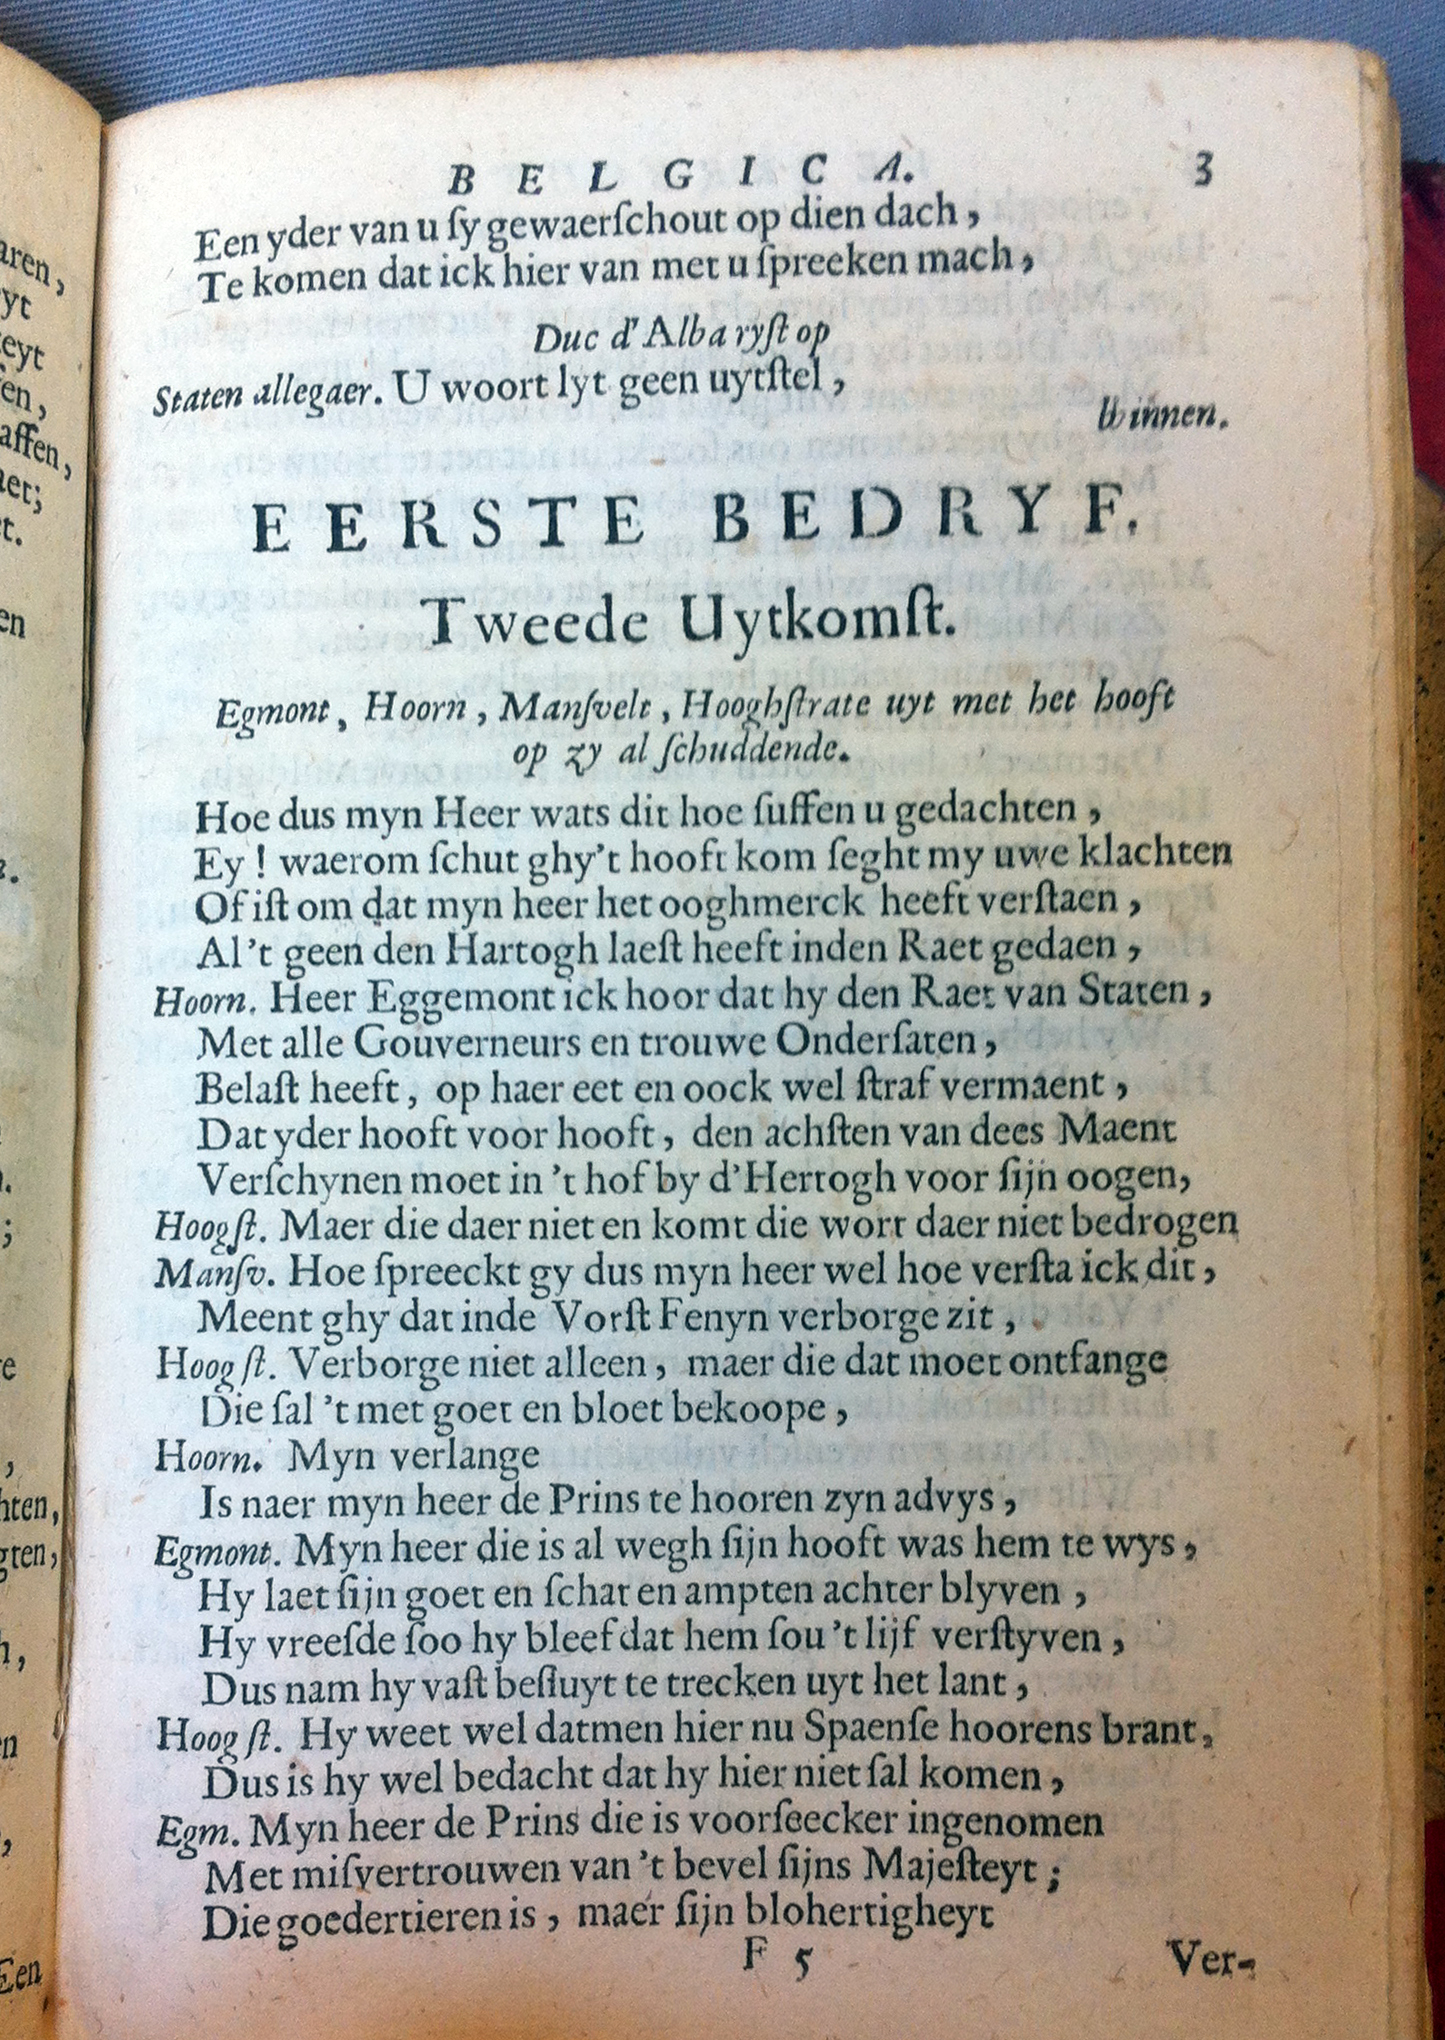 BELGICA. 3
Een yder van u ſy gewaerſchout op dien dach,
Te komen dat ick hier van met u ſpreeken mach,
Duc d'Alba ryſt op
Staten allegaer. U woort lyt geen uytſtel,
binnen.
EERSTE BEDRYF.
Tweede Uytkomſt.
Egmont, Hoorn, Manſvelt, Hooghſtrate uyt met het hooft
op zy al ſchuddende.
Hoe dus myn Heer wats dit hoe ſuffen u gedachten,
Ey! waerom ſchut ghy't hooft kom ſeght my uwe klachten
Of iſt om dat myn heer het ooghmerck heeft verſtaen,
Al 't geen den Hartogh laeſt heeft inden Raet gedaen,
Hoorn. Heer Eggemont ick hoor dat hy den Raet van Staten,
Met alle Gouverneurs en trouwe Onderſaten,
Belaſt heeft, op haer eet en oock wel ſtraf vermaent,
Dat yder hooft voor hooft, den achſten van dees Maent
Verſchynen moet in 't hof by d'Hertogh voor ſijn oogen,
Hoogſt. Maer die daer niet en komt die wort daer niet bedrogen
Manſv. Hoe ſpreeckt gy dus myn heer wel hoe verſta ick dit,
Meent ghy dat inde Vorſt Fenyn verborge zit,
Hoogſt. Verborge niet alleen, maer die dat moet ontfange
Die ſal 't met goet en bloet bekoope,
Hoorn. Myn verlange
Is naer myn heer de Prins te hooren zyn advys,
Egmont. Myn heer die is al wegh ſijn hooft was hem te wys,
Hy laet ſijn goet en ſchat en ampten achter blyven,
Hy vreeſde ſoo hy bleef dat hem ſou 't lijf verſtyven,
Dus nam hy vaſt beſluyt te trecken uyt het lant,
Hoogſt. Hy weet wel datmen hier nu Spaenſe hoorens brant,
Dus is hy wel bedacht dat hy hier niet ſal komen,
Egm. Myn heer de Prins die is voorſeecker ingenomen
Met miſvertrouwen van 't bevel ſijns Majeſteyt;
Die goedertieren is, maer ſijn blohertigheyt
F 5 Ver-